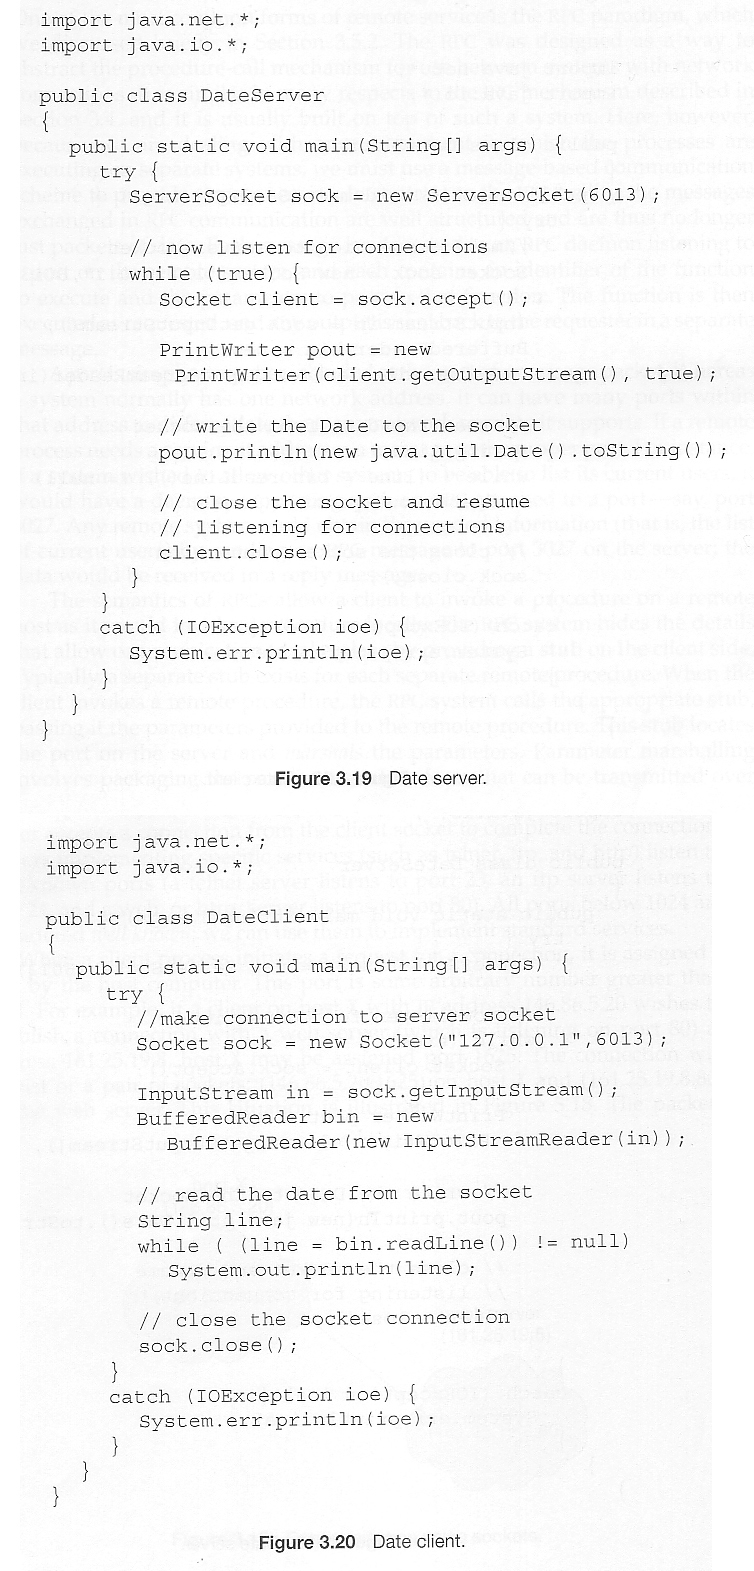 import java.net.*;
import java.io.*;
public class DateServer
{
public static void main(String[] args) {
try {
ServerSocket sock = new ServerSocket(6013);
// now listen for connections
while (true) {
Socket client = sock.accept();
PrintWriter pout = new
PrintWriter(client.getOutputStream(), true);
// write the Date to the socket
pout.println(new java.util.Date().toString());
// close the socket and resume
// listening for connections
client.close();
}
}
catch (IOException ioe) {
System.err.println(ioe);
}
}
}
Figure 3.19 Date server.
import java.net.*;
import java.io.*;
public class DateClient
{
public static void main(String[] args) {
try {
//make connection to server socket
Socket sock = new Socket("127.0.0.1",6013);
InputStream in = sock.getInputStream();
BufferedReader bin = new
BufferedReader(new InputStreamReader(in));
// read the date from the socket
String line;
while ( (line = bin.readLine()) != null)
System.out.println(line);
// close the socket connection
sock.close();
}
catch (IOException ioe) {
System.err.println(ioe);
}
}
}
Figure 3.20 Date client.